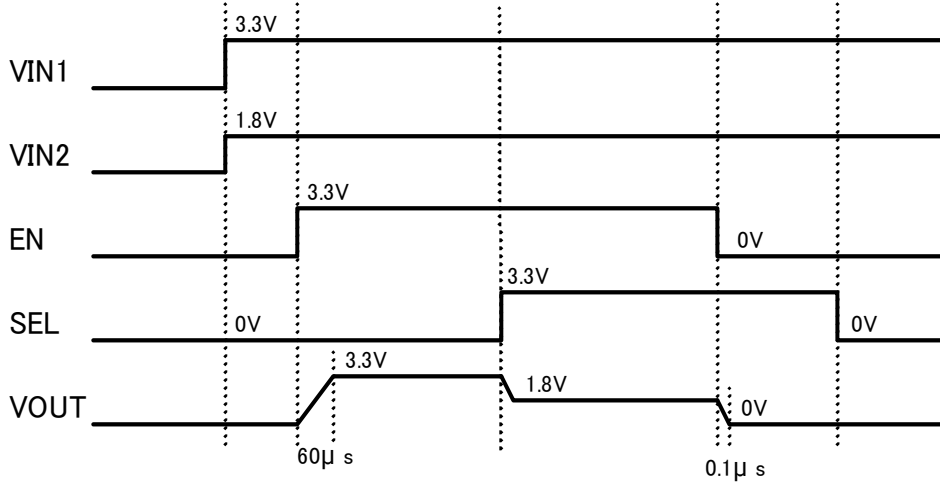 3.3V
VIN1
1.8V
VIN2
3.3V
EN
0V
3.3V
SEL
0V
0V
3.3V
1.8V
VOUT
0V
60μ s
0.1μ s